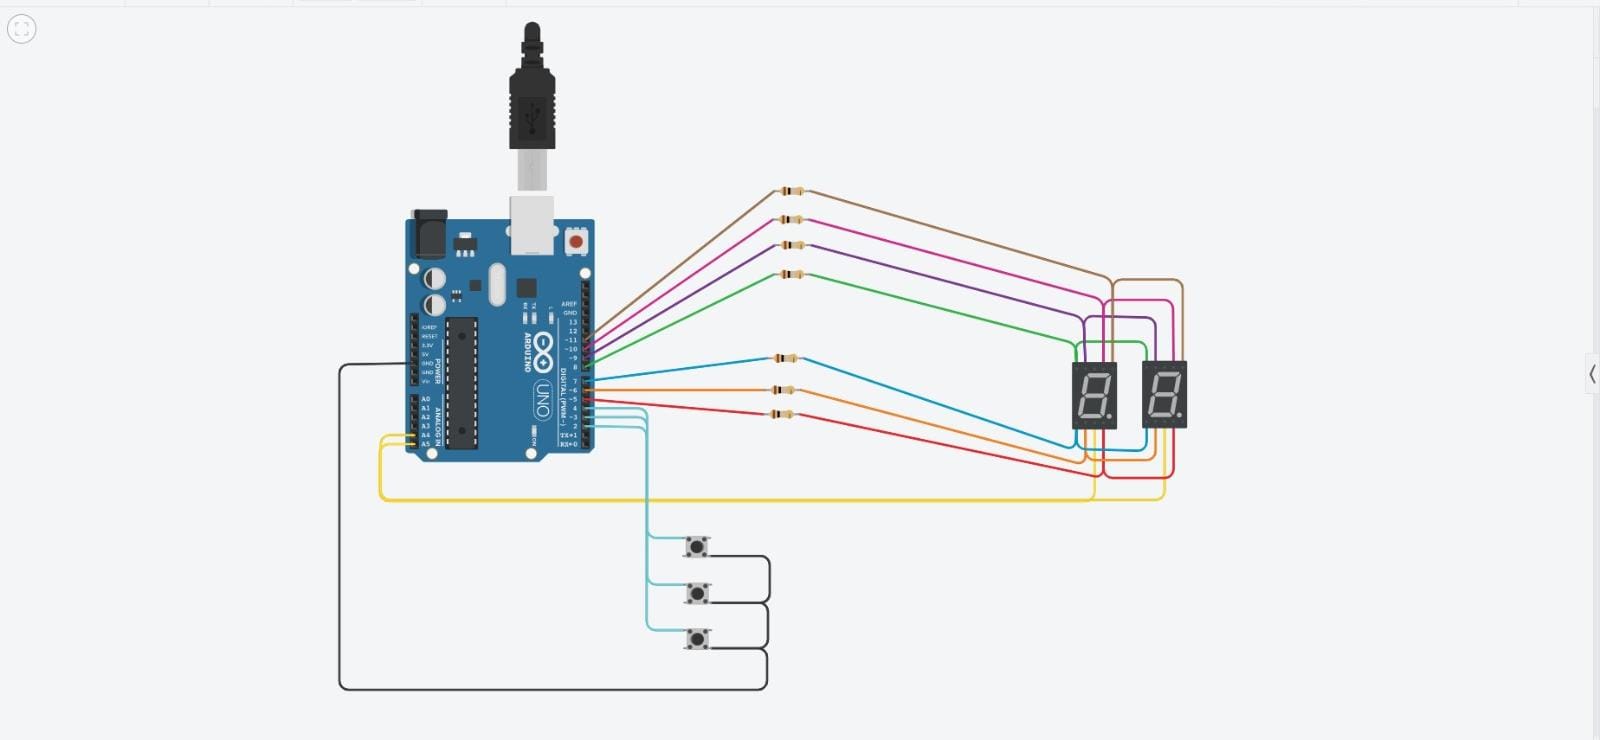 AREF
GND
13
12
~11
~10
~9
8
7
~6
~5
4
~3
2
TX→1
RX←0
DIGITAL (PWM~)
IOREF
RESET
3.3V
5V
GND
GND
Vin
POWER
A0
A1
A2
A3
A4
A5
ANALOG IN
RX
TX
L
ARDUINO
UNO
ON